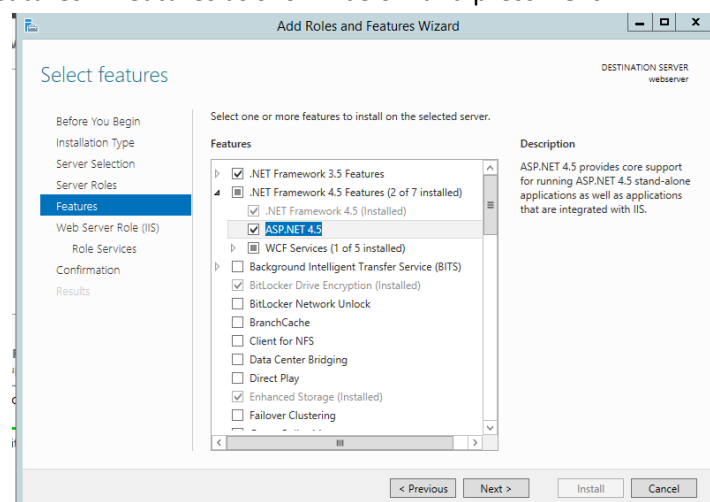 Add Roles and Features Wizard
Select features
DESTINATION SERVER
webserver
Before You Begin
Installation Type
Server Selection
Server Roles
Features
Web Server Role (IIS)
Role Services
Confirmation
Results
Select one or more features to install on the selected server.
Features
.NET Framework 3.5 Features
.NET Framework 4.5 Features (2 of 7 installed)
.NET Framework 4.5 (Installed)
ASP.NET 4.5
WCF Services (1 of 5 installed)
Background Intelligent Transfer Service (BITS)
BitLocker Drive Encryption (Installed)
BitLocker Network Unlock
BranchCache
Client for NFS
Data Center Bridging
Direct Play
Enhanced Storage (Installed)
Failover Clustering
Description
ASP.NET 4.5 provides core support
for running ASP.NET 4.5 stand-alone
applications as well as applications
that are integrated with IIS.
< Previous
Next >
Install
Cancel